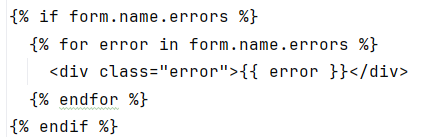 {% if form.name.errors %}
  {% for error in form.name.errors %}
    <div class="error">{{ error }}</div>
  {% endfor %}
{% endif %}